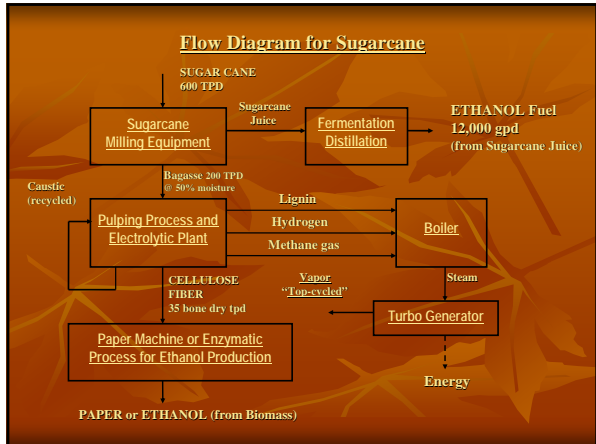 Flow Diagram for Sugarcane
SUGAR CANE
600 TPD
Sugarcane
Milling Equipment
Sugarcane
Juice
Fermentation
Distillation
ETHANOL Fuel
12,000 gpd
(from Sugarcane Juice)
Bagasse 200 TPD
@ 50% moisture
Caustic
(recycled)
Pulping Process and
Electrolytic Plant
Lignin
Hydrogen
Methane gas
Boiler
CELLULOSE
FIBER
35 bone dry tpd
Vapor
“Top-cycled”
Steam
Turbo Generator
Paper Machine or Enzymatic
Process for Ethanol Production
Energy
PAPER or ETHANOL (from Biomass)